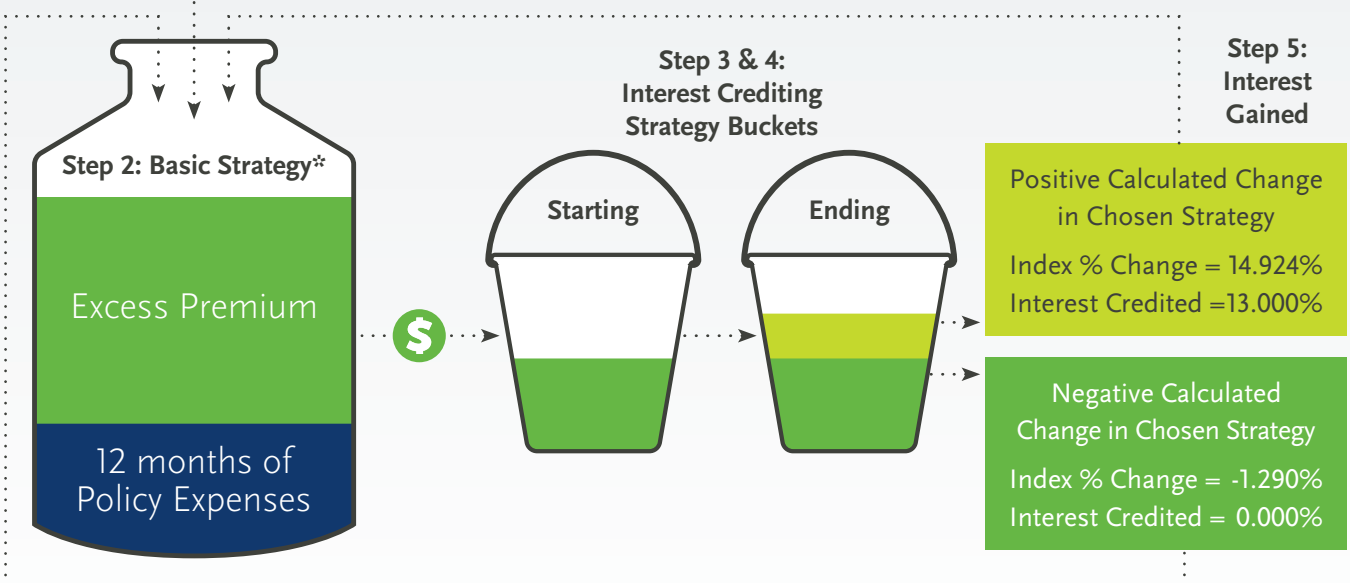 Step 2: Basic Strategy*
Excess Premium
12 months of
Policy Expenses
$
Step 3 & 4:
Interest Crediting
Strategy Buckets
Starting
Ending
Step 5:
Interest
Gained
Positive Calculated Change
in Chosen Strategy
Index % Change = 14.924%
Interest Credited =13.000%
Negative Calculated
Change in Chosen Strategy
Index % Change = -1.290%
Interest Credited = 0.000%